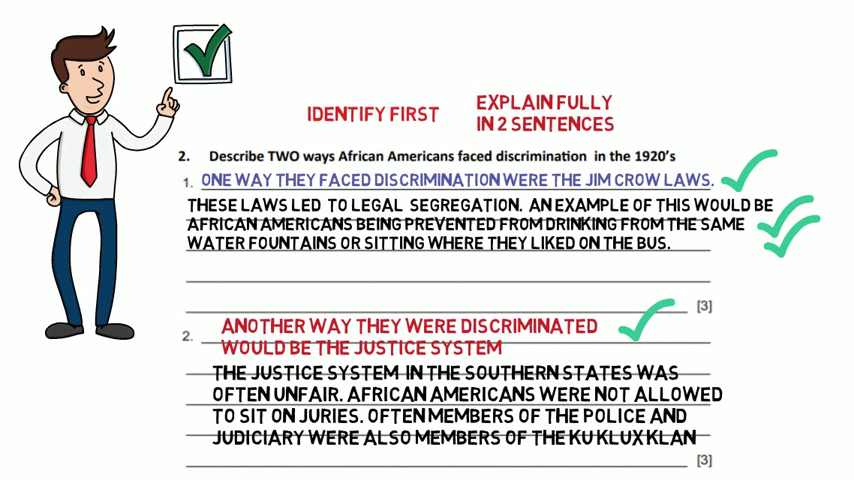 IDENTIFY FIRST
EXPLAIN FULLY
IN 2 SENTENCES
2. Describe TWO ways African Americans faced discrimination in the 1920's
1. ONE WAY THEY FACED DISCRIMINATION WERE THE JIM CROW LAWS.
THESE LAWS LED TO LEGAL SEGREGATION. AN EXAMPLE OF THIS WOULD BE
AFRICAN AMERICANS BEING PREVENTED FROM DRINKING FROM THE SAME
WATER FOUNTAINS OR SITTING WHERE THEY LIKED ON THE BUS.
[3]
2. ANOTHER WAY THEY WERE DISCRIMINATED
WOULD BE THE JUSTICE SYSTEM
THE JUSTICE SYSTEM IN THE SOUTHERN STATES WAS
OFTEN UNFAIR. AFRICAN AMERICANS WERE NOT ALLOWED
TO SIT ON JURIES. OFTEN MEMBERS OF THE POLICE AND
JUDICIARY WERE ALSO MEMBERS OF THE KU KLUX KLAN
[3]